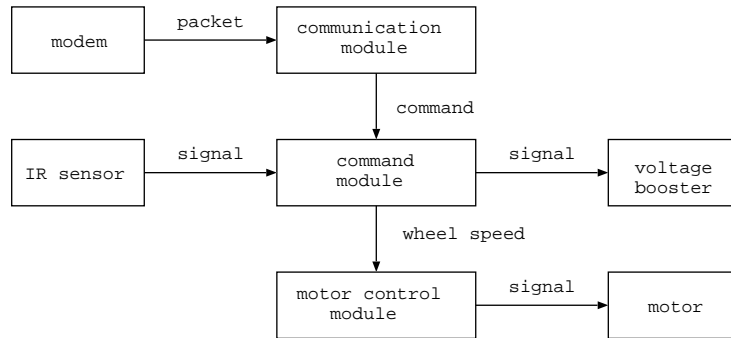 modem
packet
communication
module
command
IR sensor
signal
command
module
signal
voltage
booster
wheel speed
motor control
module
signal
motor